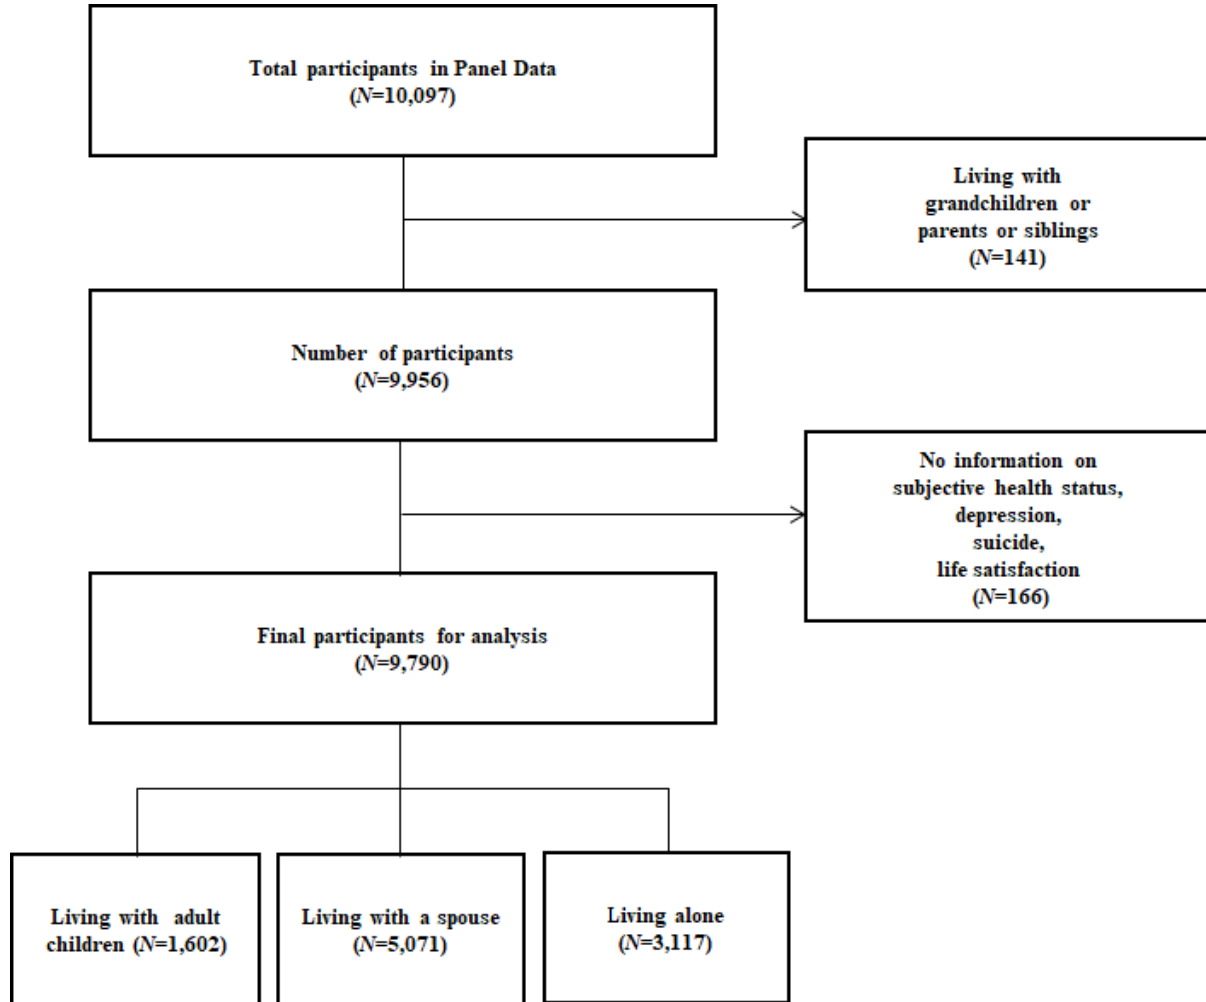 Total participants in Panel Data
(N=10,097)
Living with
grandchildren or
parents or siblings
(N=141)
Number of participants
(N=9,956)
No information on
subjective health status,
depression,
suicide,
life satisfaction
(N=166)
Final participants for analysis
(N=9,790)
Living with adult
children (N=1,602)
Living with a spouse
(N=5,071)
Living alone
(N=3,117)